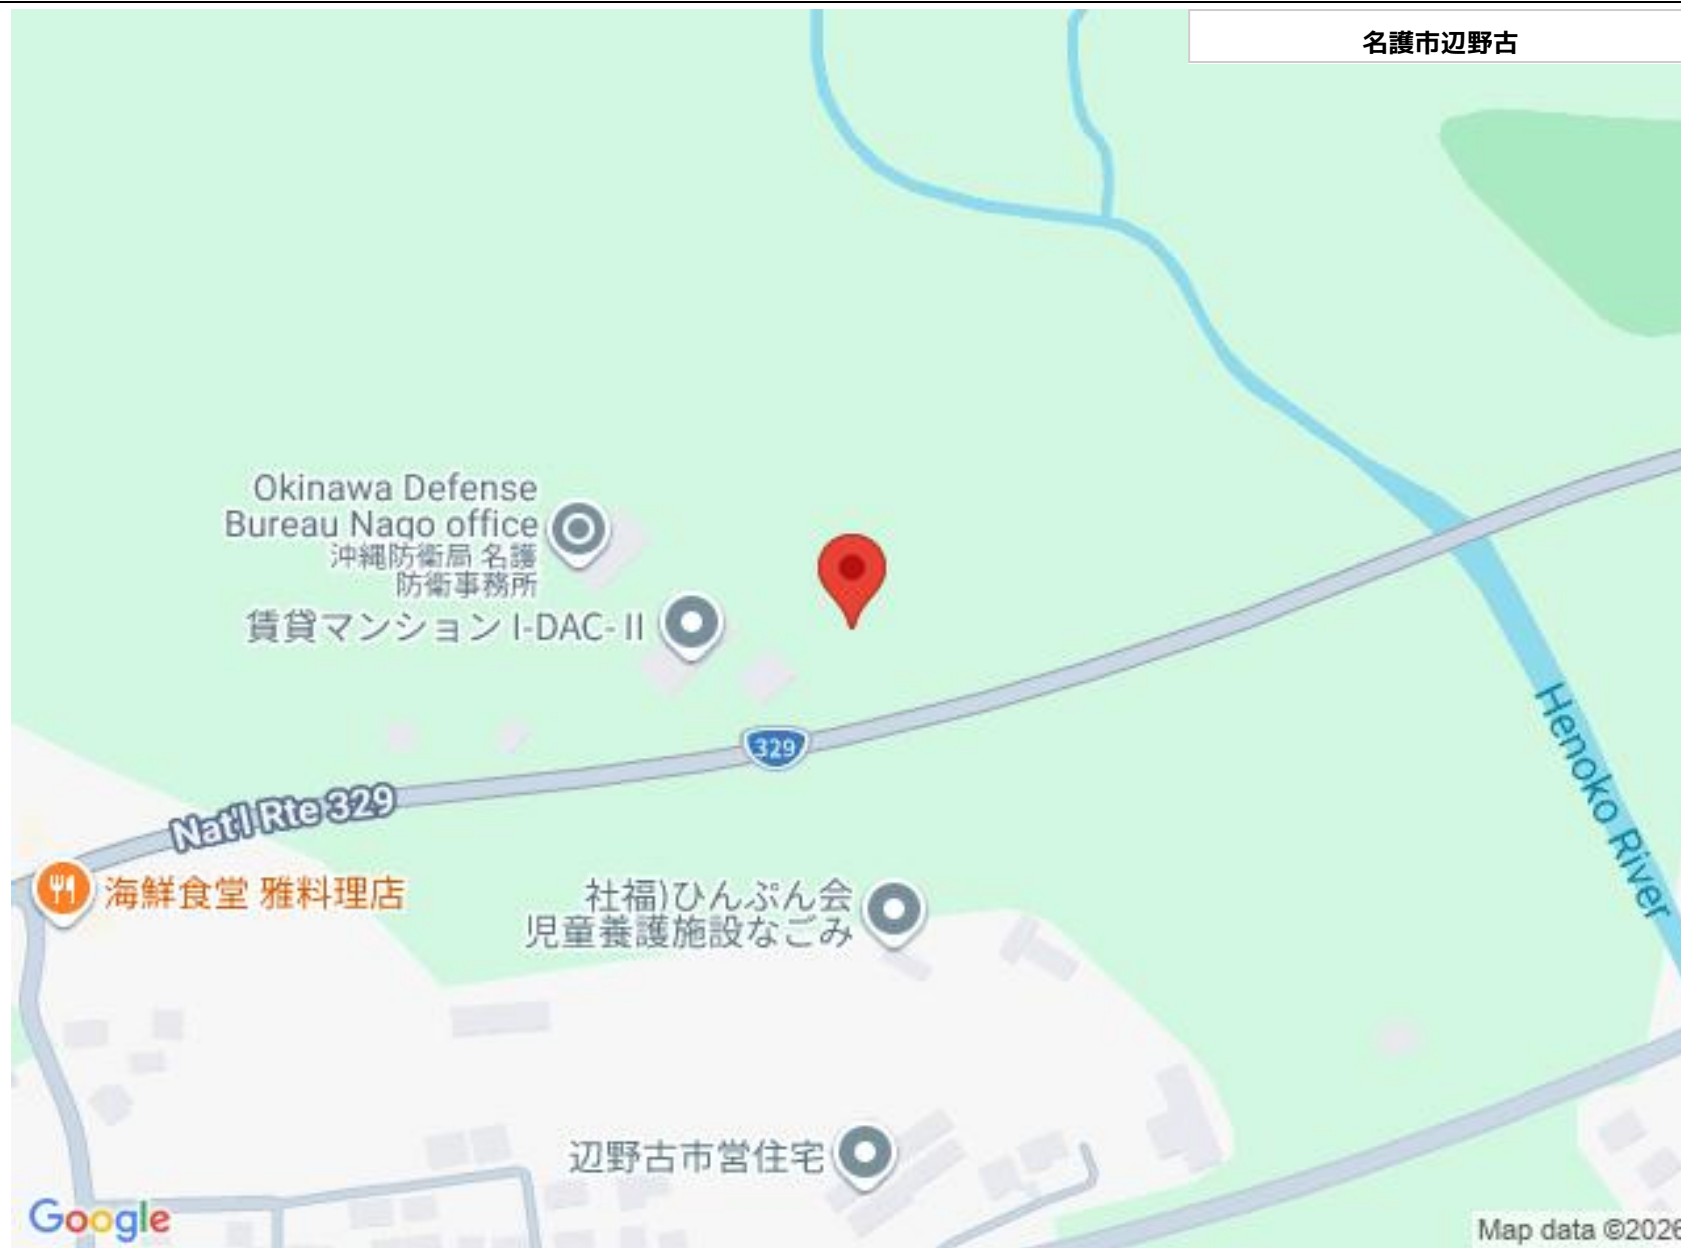 名護市辺野古
Okinawa Defense
Bureau Nago office
沖縄防衛局 名護
防衛事務所
賃貸マンション I-DAC-Ⅱ
329
Nat'l Rte 329
Henoko River
海鮮食堂 雅料理店
社福)ひんぷん会
児童養護施設なごみ
辺野古市営住宅
Google
Map data ©2026